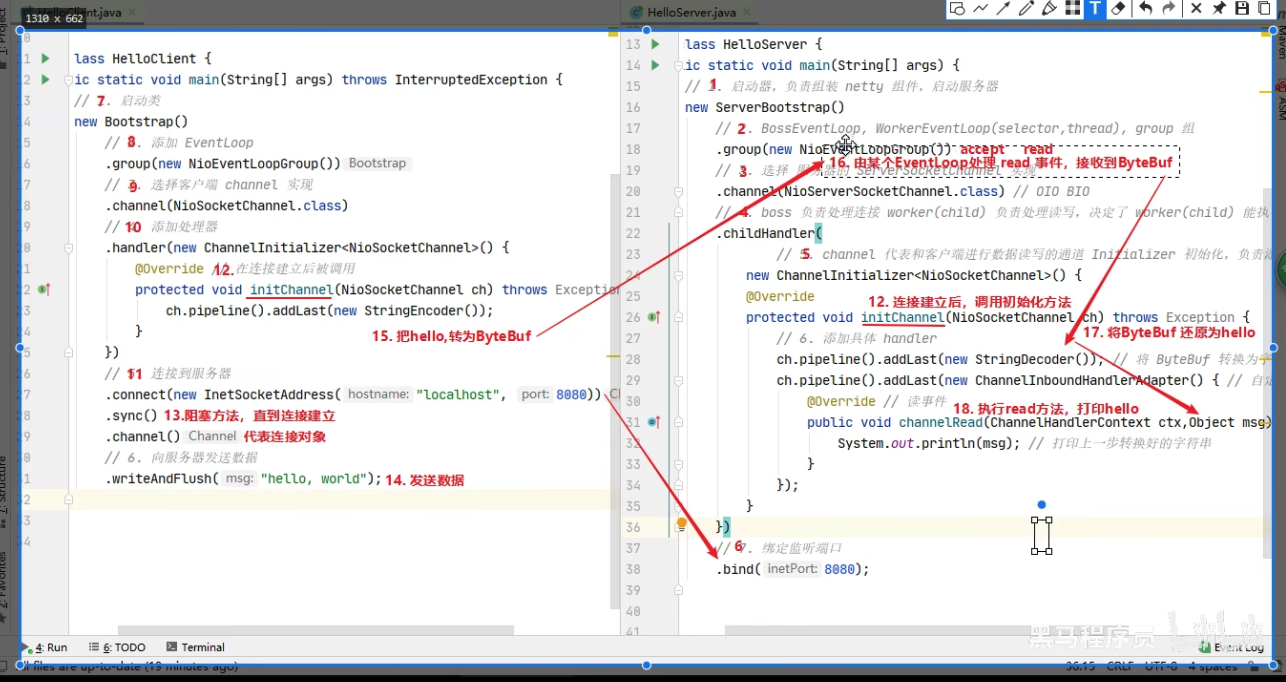 HelloClient.java
HelloServer.java
1310 x 662
lass HelloClient {
ic static void main(String[] args) throws InterruptedException {
// 7. 启动类
new Bootstrap()
// 8. 添加 EventLoop
.group(new NioEventLoopGroup()) Bootstrap
// 9. 选择客户端 channel 实现
.channel(NioSocketChannel.class)
// 10 添加处理器
.handler(new ChannelInitializer<NioSocketChannel>() {
@Override // 12. 在连接建立后被调用
protected void initChannel(NioSocketChannel ch) throws Exception
ch.pipeline().addLast(new StringEncoder());
15. 把hello,转为ByteBuf
}
})
// 11 连接到服务器
.connect(new InetSocketAddress( hostname: "localhost", port: 8080))
.sync() 13.阻塞方法，直到连接建立
.channel() Channel 代表连接对象
// 6. 向服务器发送数据
.writeAndFlush( msg: "hello, world"); 14. 发送数据
13 lass HelloServer {
14 ic static void main(String[] args) {
15 // 1. 启动器，负责组装 netty 组件，启动服务器
16 new ServerBootstrap()
17 // 2. BossEventLoop, WorkerEventLoop(selector,thread), group 组
18 .group(new NioEventLoopGroup()) accept read
16. 由某个EventLoop处理 read 事件，接收到ByteBuf
19 // 3. 选择 服务器的 ServerSocketChannel 实现
20 .channel(NioServerSocketChannel.class) // OIO BIO
21 // 4. boss 负责处理连接 worker(child) 负责处理读写，决定了 worker(child) 能执
22 .childHandler(
23 // 5. channel 代表和客户端进行数据读写的通道 Initializer 初始化，负责
24 new ChannelInitializer<NioSocketChannel>() {
25 @Override
12. 连接建立后，调用初始化方法
26 protected void initChannel(NioSocketChannel ch) throws Exception {
17. 将ByteBuf 还原为hello
27 // 6. 添加具体 handler
28 ch.pipeline().addLast(new StringDecoder()); // 将 ByteBuf 转换为字
29 ch.pipeline().addLast(new ChannelInboundHandlerAdapter() { // 自
30 @Override // 读事件
18. 执行read方法，打印hello
31 public void channelRead(ChannelHandlerContext ctx,Object msg)
32 System.out.println(msg); // 打印上一步转换好的字符串
33 }
34 });
35 }
36 })
37 // 7. 绑定监听端口
6
38 .bind( inetPort: 8080);
39
40
41
4: Run 6: TODO Terminal
Event Log
黑马程序员
files are up-to-date (19 minutes ago)
36:15 CRLF UTF-8 4 spaces